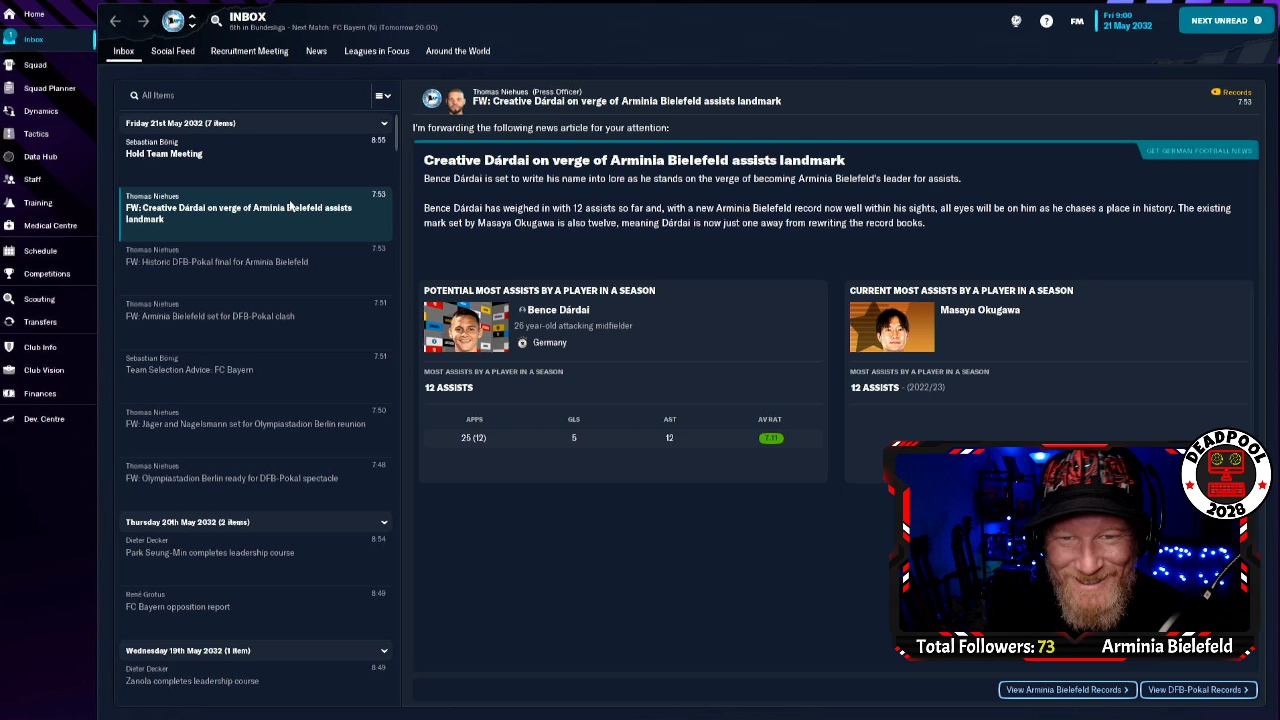 Home
INBOX
6th in Bundesliga - Next Match: FC Bayern (N) (Tomorrow 20:00)
FM
Fri 9:00
21 May 2032
NEXT UNREAD
1
Inbox
Squad
Squad Planner
Dynamics
Tactics
Data Hub
Staff
Training
Medical Centre
Schedule
Competitions
Scouting
Transfers
Club Info
Club Vision
Finances
Dev. Centre
Inbox
Social Feed
Recruitment Meeting
News
Leagues in Focus
Around the World
All Items
Friday 21st May 2032 (7 items)
Sebastian Bönig
8:55
Hold Team Meeting
Thomas Niehues
7:53
FW: Creative Dárdai on verge of Arminia Bielefeld assists
landmark
Thomas Niehues
7:53
FW: Historic DFB-Pokal final for Arminia Bielefeld
Thomas Niehues
7:51
FW: Arminia Bielefeld set for DFB-Pokal clash
Sebastian Bönig
7:51
Team Selection Advice: FC Bayern
Thomas Niehues
7:50
FW: Jäger and Nagelsmann set for Olympiastadion Berlin reunion
Thomas Niehues
7:48
FW: Olympiastadion Berlin ready for DFB-Pokal spectacle
Thursday 20th May 2032 (2 items)
Dieter Decker
8:54
Park Seung-Min completes leadership course
René Grotus
8:49
FC Bayern opposition report
Wednesday 19th May 2032 (1 item)
Dieter Decker
8:49
Zanola completes leadership course
Thomas Niehues (Press Officer)
FW: Creative Dárdai on verge of Arminia Bielefeld assists landmark
Records
7:53
I'm forwarding the following news article for your attention:
GET GERMAN FOOTBALL NEWS
Creative Dárdai on verge of Arminia Bielefeld assists landmark
Bence Dárdai is set to write his name into lore as he stands on the verge of becoming Arminia Bielefeld's leader for assists.
Bence Dárdai has weighed in with 12 assists so far and, with a new Arminia Bielefeld record now well within his sights, all eyes will be on him as he chases a place in history. The existing
mark set by Masaya Okugawa is also twelve, meaning Dárdai is now just one away from rewriting the record books.
POTENTIAL MOST ASSISTS BY A PLAYER IN A SEASON
Bence Dárdai
26 year-old attacking midfielder
Germany
MOST ASSISTS BY A PLAYER IN A SEASON
12 ASSISTS
APPS GLS AST AV RAT
25 (12) 5 12 7.11
CURRENT MOST ASSISTS BY A PLAYER IN A SEASON
Masaya Okugawa
MOST ASSISTS BY A PLAYER IN A SEASON
12 ASSISTS - (2022/23)
DEADPOOL
2028
Total Followers: 73
Arminia Bielefeld
View Arminia Bielefeld Records
View DFB-Pokal Records